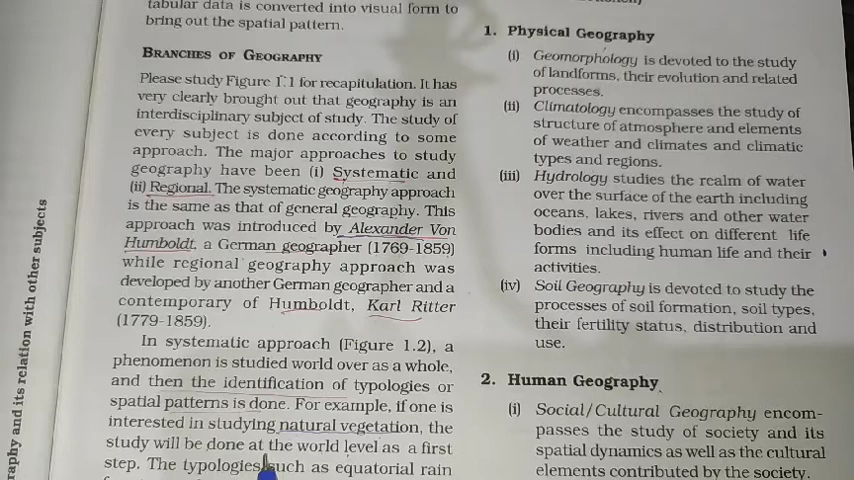 tabular data is converted into visual form to
bring out the spatial pattern.
BRANCHES OF GEOGRAPHY
Please study Figure 1.1 for recapitulation. It has
very clearly brought out that geography is an
interdisciplinary subject of study. The study of
every subject is done according to some
approach. The major approaches to study
geography have been (i) Systematic and
(ii) Regional. The systematic geography approach
is the same as that of general geography. This
approach was introduced by Alexander Von
Humboldt, a German geographer (1769-1859)
while regional geography approach was
developed by another German geographer and a
contemporary of Humboldt, Karl Ritter
(1779-1859).
In systematic approach (Figure 1.2), a
phenomenon is studied world over as a whole,
and then the identification of typologies or
spatial patterns is done. For example, if one is
interested in studying natural vegetation, the
study will be done at the world level as a first
step. The typologies such as equatorial rain
1. Physical Geography
(i) Geomorphology is devoted to the study
of landforms, their evolution and related
processes.
(ii) Climatology encompasses the study of
structure of atmosphere and elements
of weather and climates and climatic
types and regions.
(iii) Hydrology studies the realm of water
over the surface of the earth including
oceans, lakes, rivers and other water
bodies and its effect on different life
forms including human life and their
activities.
(iv) Soil Geography is devoted to study the
processes of soil formation, soil types,
their fertility status, distribution and
use.
2. Human Geography
(i) Social/Cultural Geography encom-
passes the study of society and its
spatial dynamics as well as the cultural
elements contributed by the society.
raphy and its relation with other subjects